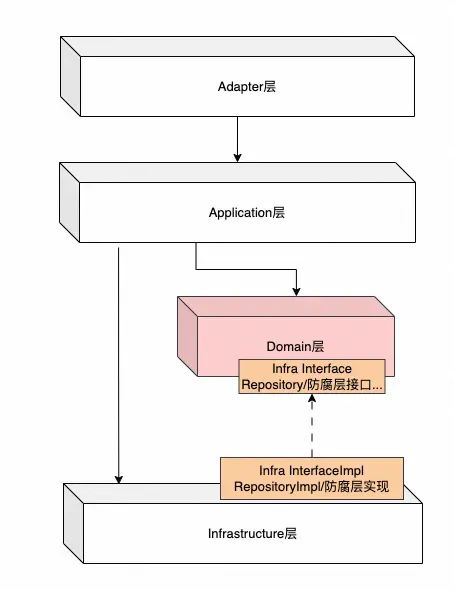 Adapter层
Application层
Domain层
Infra Interface
Repository/防腐层接口...
Infra InterfaceImpl
RepositoryImpl/防腐层实现
Infrastructure层